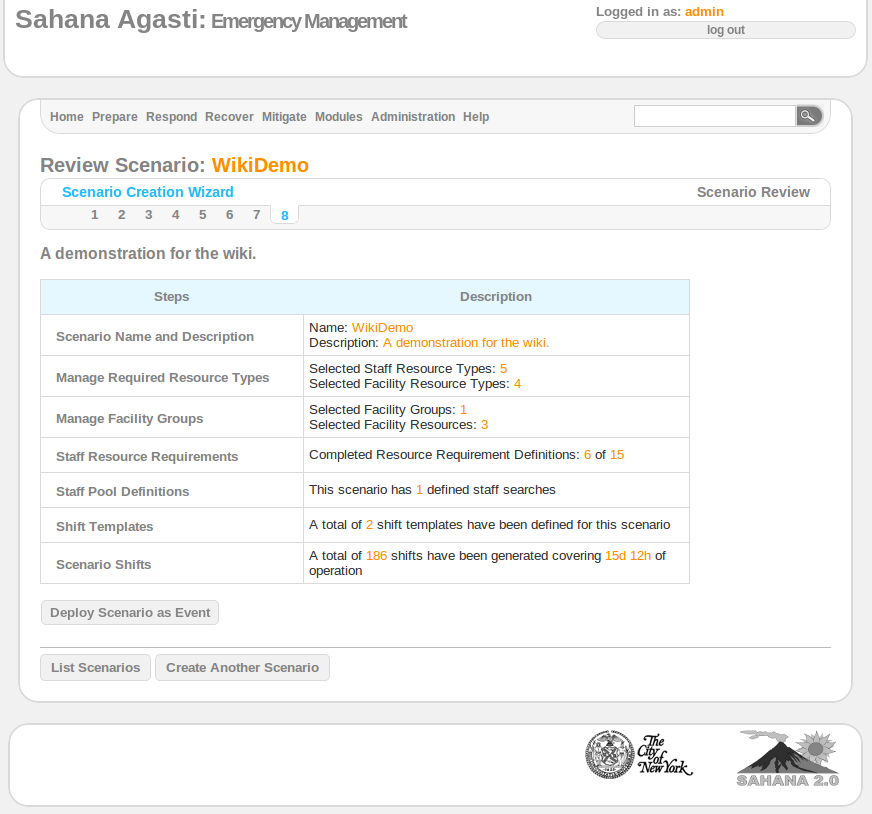 Sahana Agasti: Emergency Management
Logged in as: admin
log out
Home Prepare Respond Recover Mitigate Modules Administration Help
Review Scenario: WikiDemo
Scenario Creation Wizard Scenario Review
1 2 3 4 5 6 7 8
A demonstration for the wiki.
Steps Description
Scenario Name and Description
Name: WikiDemo
Description: A demonstration for the wiki.
Manage Required Resource Types
Selected Staff Resource Types: 5
Selected Facility Resource Types: 4
Manage Facility Groups
Selected Facility Groups: 1
Selected Facility Resources: 3
Staff Resource Requirements
Completed Resource Requirement Definitions: 6 of 15
Staff Pool Definitions
This scenario has 1 defined staff searches
Shift Templates
A total of 2 shift templates have been defined for this scenario
Scenario Shifts
A total of 186 shifts have been generated covering 15d 12h of
operation
Deploy Scenario as Event
List Scenarios Create Another Scenario
The
City
of
New York
SAHANA 2.0